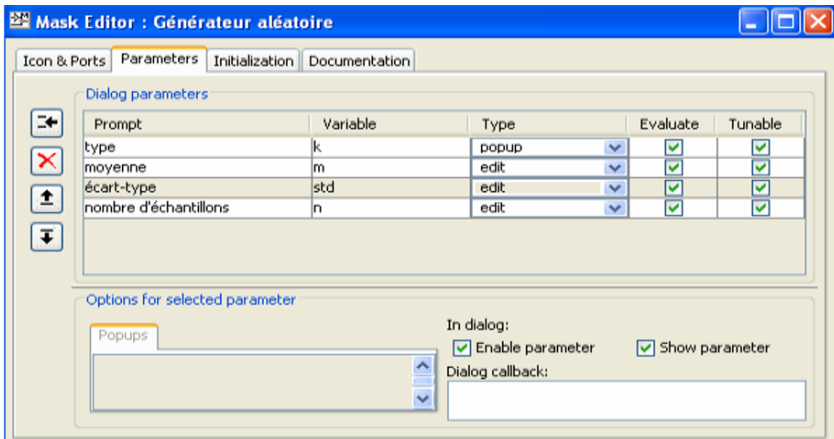 Mask Editor : Générateur aléatoire
Icon & Ports Parameters Initialization Documentation
Dialog parameters
Prompt Variable Type Evaluate Tunable
type k popup
moyenne m edit
écart-type std edit
nombre d'échantillons n edit
Options for selected parameter
Popups
In dialog:
Enable parameter Show parameter
Dialog callback: